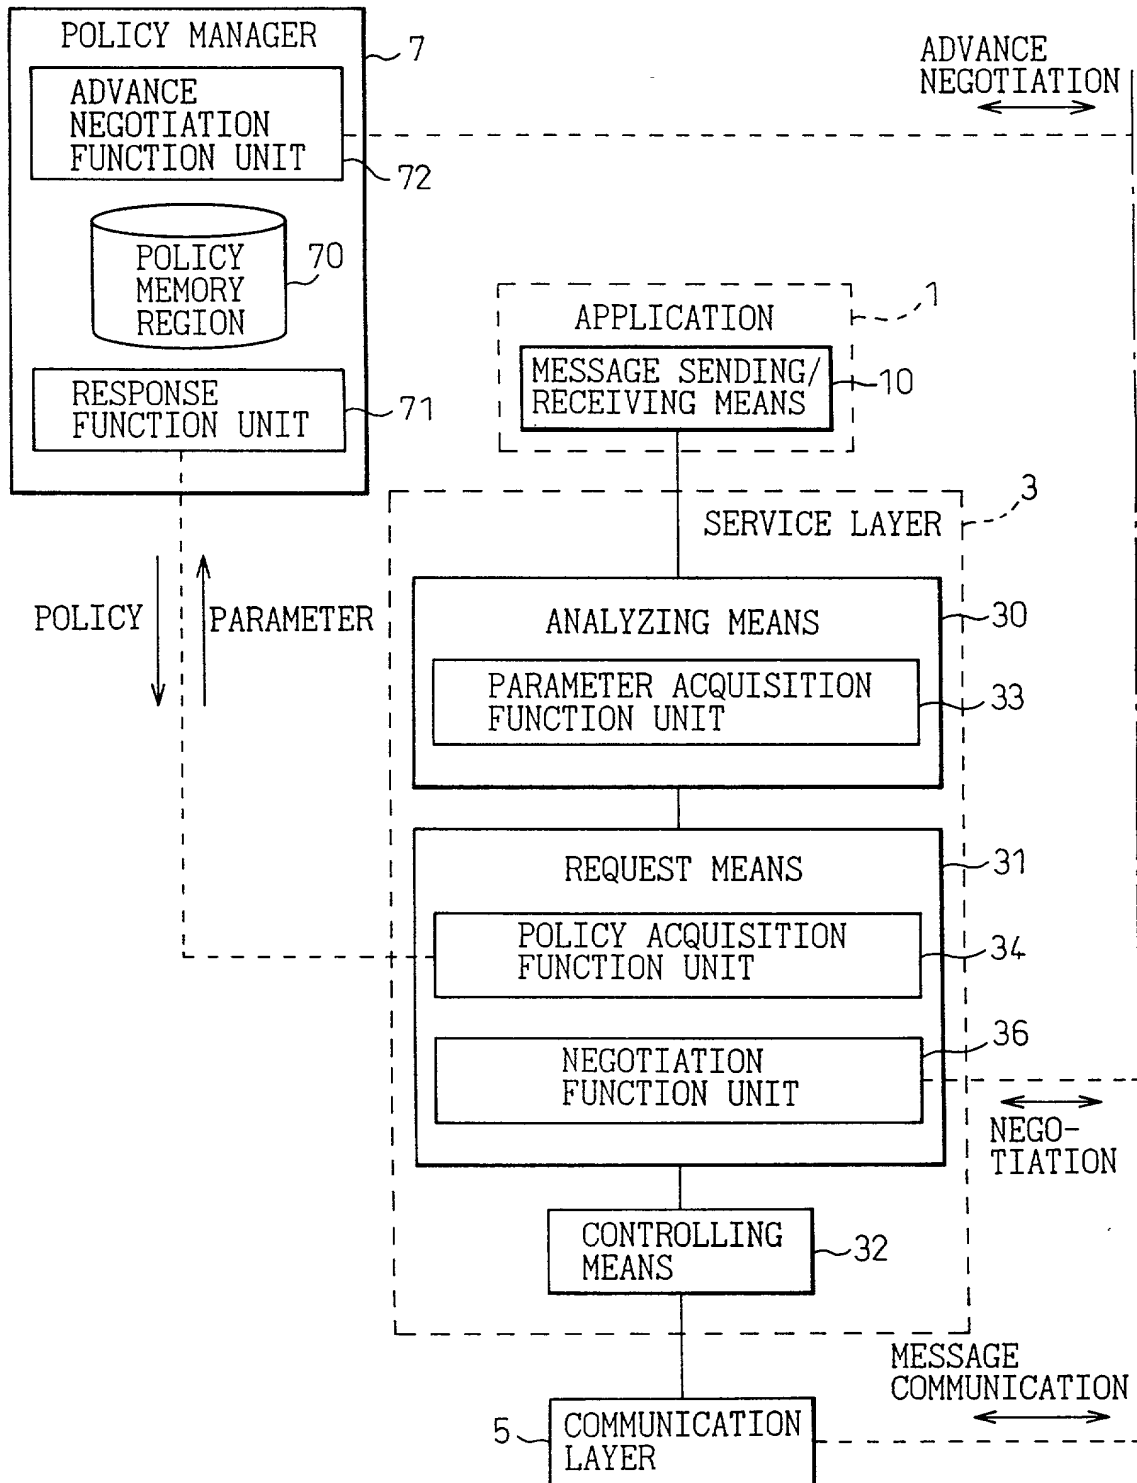 POLICY MANAGER
7
ADVANCE
NEGOTIATION
FUNCTION UNIT
72
POLICY
MEMORY
REGION
70
RESPONSE
FUNCTION UNIT
71
ADVANCE
NEGOTIATION
1
APPLICATION
MESSAGE SENDING/
RECEIVING MEANS
10
3
SERVICE LAYER
POLICY
PARAMETER
ANALYZING MEANS
30
PARAMETER ACQUISITION
FUNCTION UNIT
33
REQUEST MEANS
31
POLICY ACQUISITION
FUNCTION UNIT
34
NEGOTIATION
FUNCTION UNIT
36
NEGO-
TIATION
CONTROLLING
MEANS
32
MESSAGE
COMMUNICATION
5
COMMUNICATION
LAYER